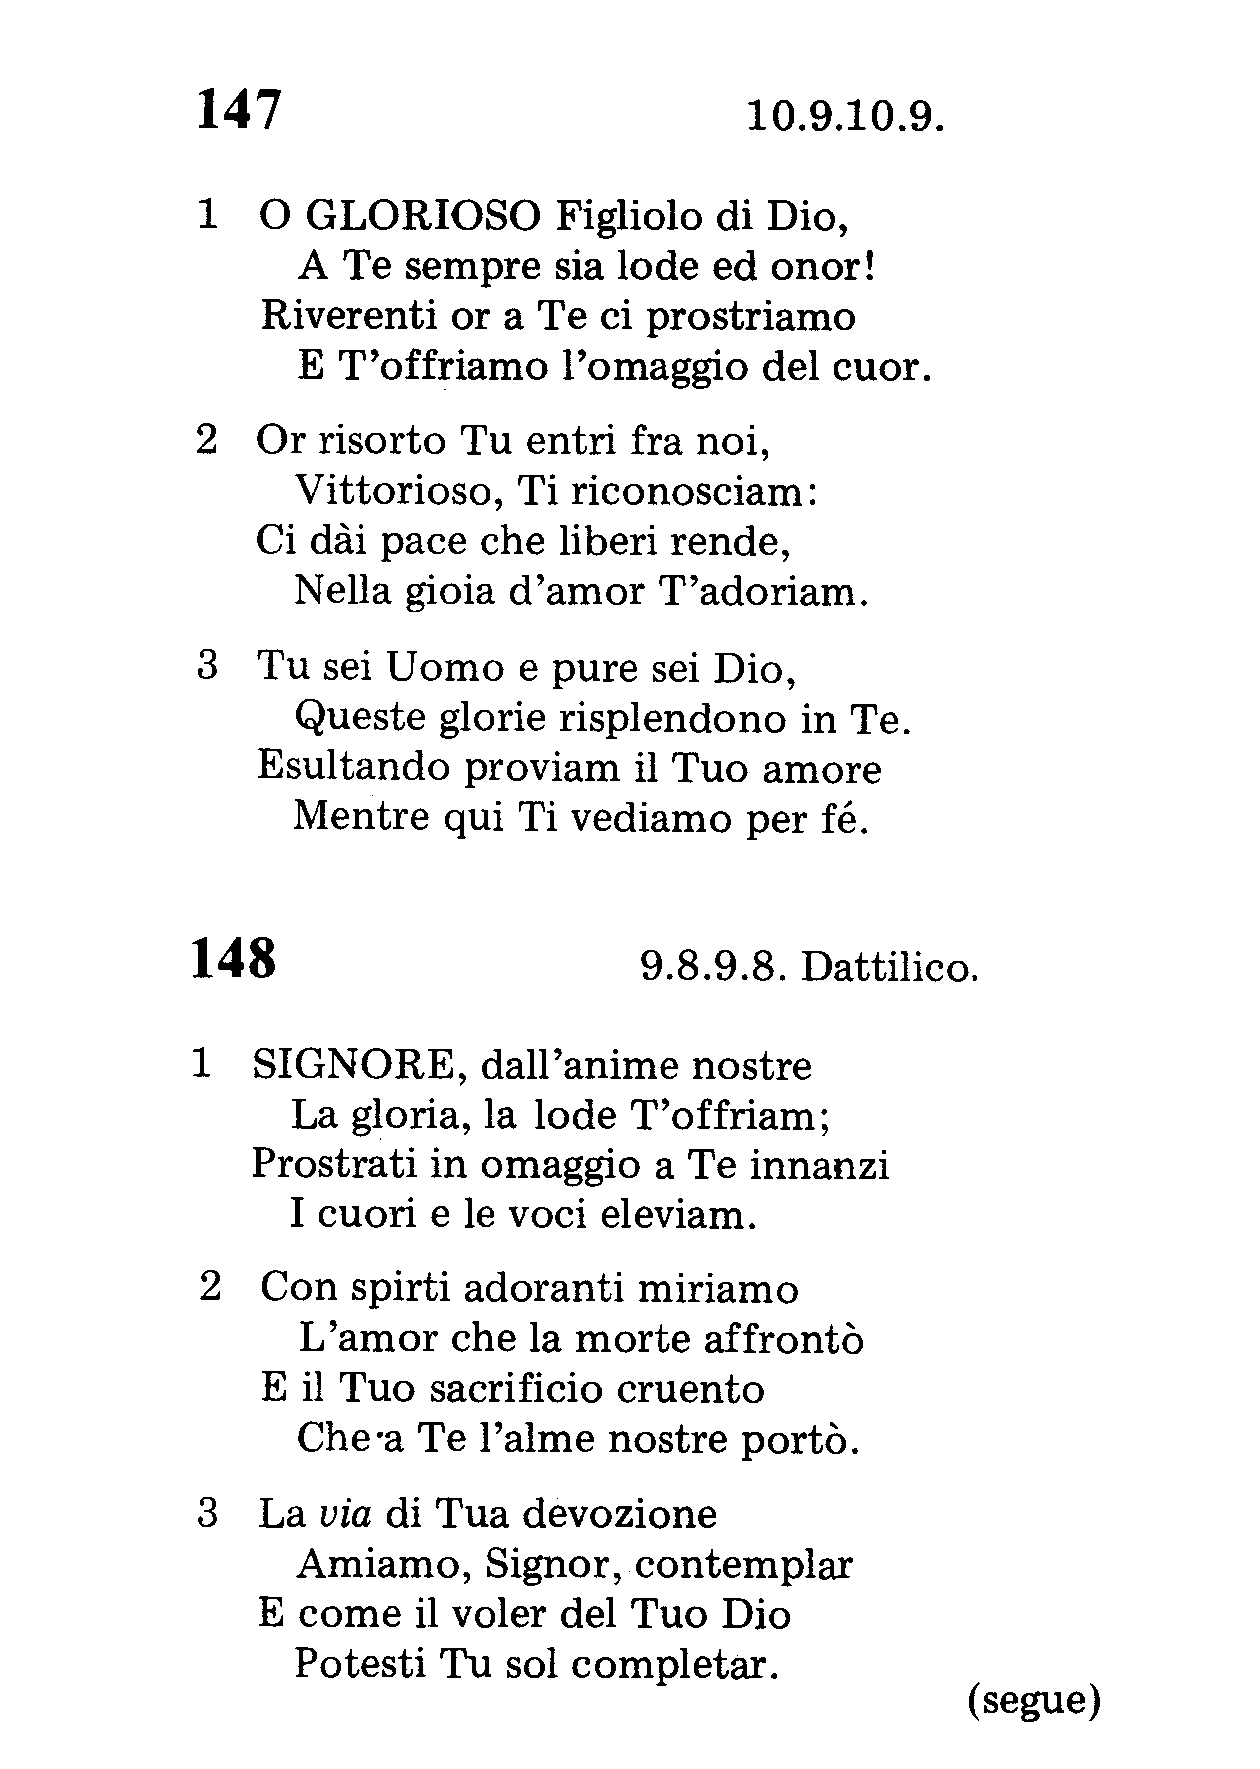 147 10.9.10.9.
1 O GLORIOSO Figliolo di Dio,
A Te sempre sia lode ed onor!
Riverenti or a Te ci prostriamo
E T'offriamo l'omaggio del cuor.
2 Or risorto Tu entri fra noi,
Vittorioso, Ti riconosciam:
Ci dài pace che liberi rende,
Nella gioia d'amor T'adoriam.
3 Tu sei Uomo e pure sei Dio,
Queste glorie risplendono in Te.
Esultando proviam il Tuo amore
Mentre qui Ti vediamo per fé.
148 9.8.9.8. Dattilico.
1 SIGNORE, dall'anime nostre
La gloria, la lode T'offriam;
Prostrati in omaggio a Te innanzi
I cuori e le voci eleviam.
2 Con spirti adoranti miriamo
L'amor che la morte affrontò
E il Tuo sacrificio cruento
Che a Te l'alme nostre portò.
3 La via di Tua devozione
Amiamo, Signor, contemplar
E come il voler del Tuo Dio
Potesti Tu sol completar.
(segue)